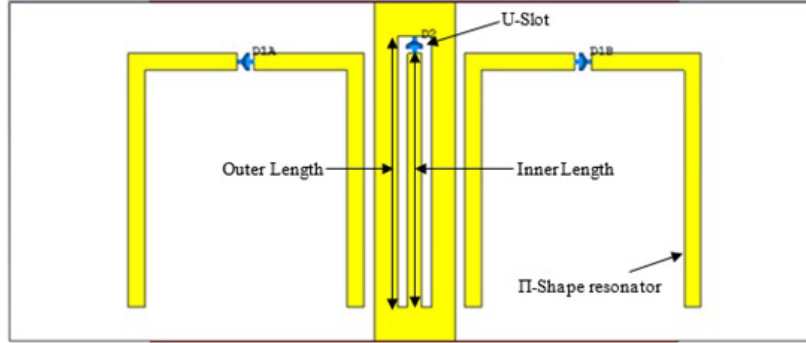 U-Slot
D1A
D2
D1B
Outer Length
Inner Length
Π-Shape resonator